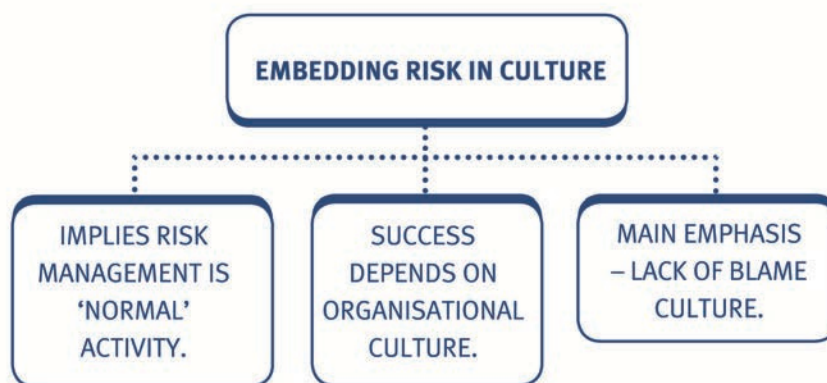 EMBEDDING RISK IN CULTURE
IMPLIES RISK
MANAGEMENT IS
‘NORMAL’
ACTIVITY.
SUCCESS
DEPENDS ON
ORGANISATIONAL
CULTURE.
MAIN EMPHASIS
– LACK OF BLAME
CULTURE.